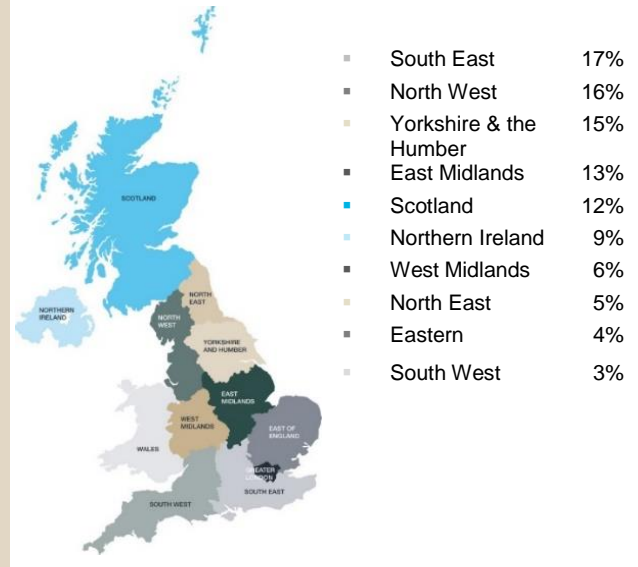 South East 17%
North West 16%
Yorkshire & the 15%
Humber
East Midlands 13%
Scotland 12%
Northern Ireland 9%
West Midlands 6%
North East 5%
Eastern 4%
South West 3%
SCOTLAND
NORTHERN
IRELAND
NORTH
EAST
NORTH
WEST
YORKSHIRE
AND HUMBER
EAST
MIDLANDS
WEST
MIDLANDS
EAST OF
ENGLAND
WALES
GREATER
LONDON
SOUTH EAST
SOUTH WEST